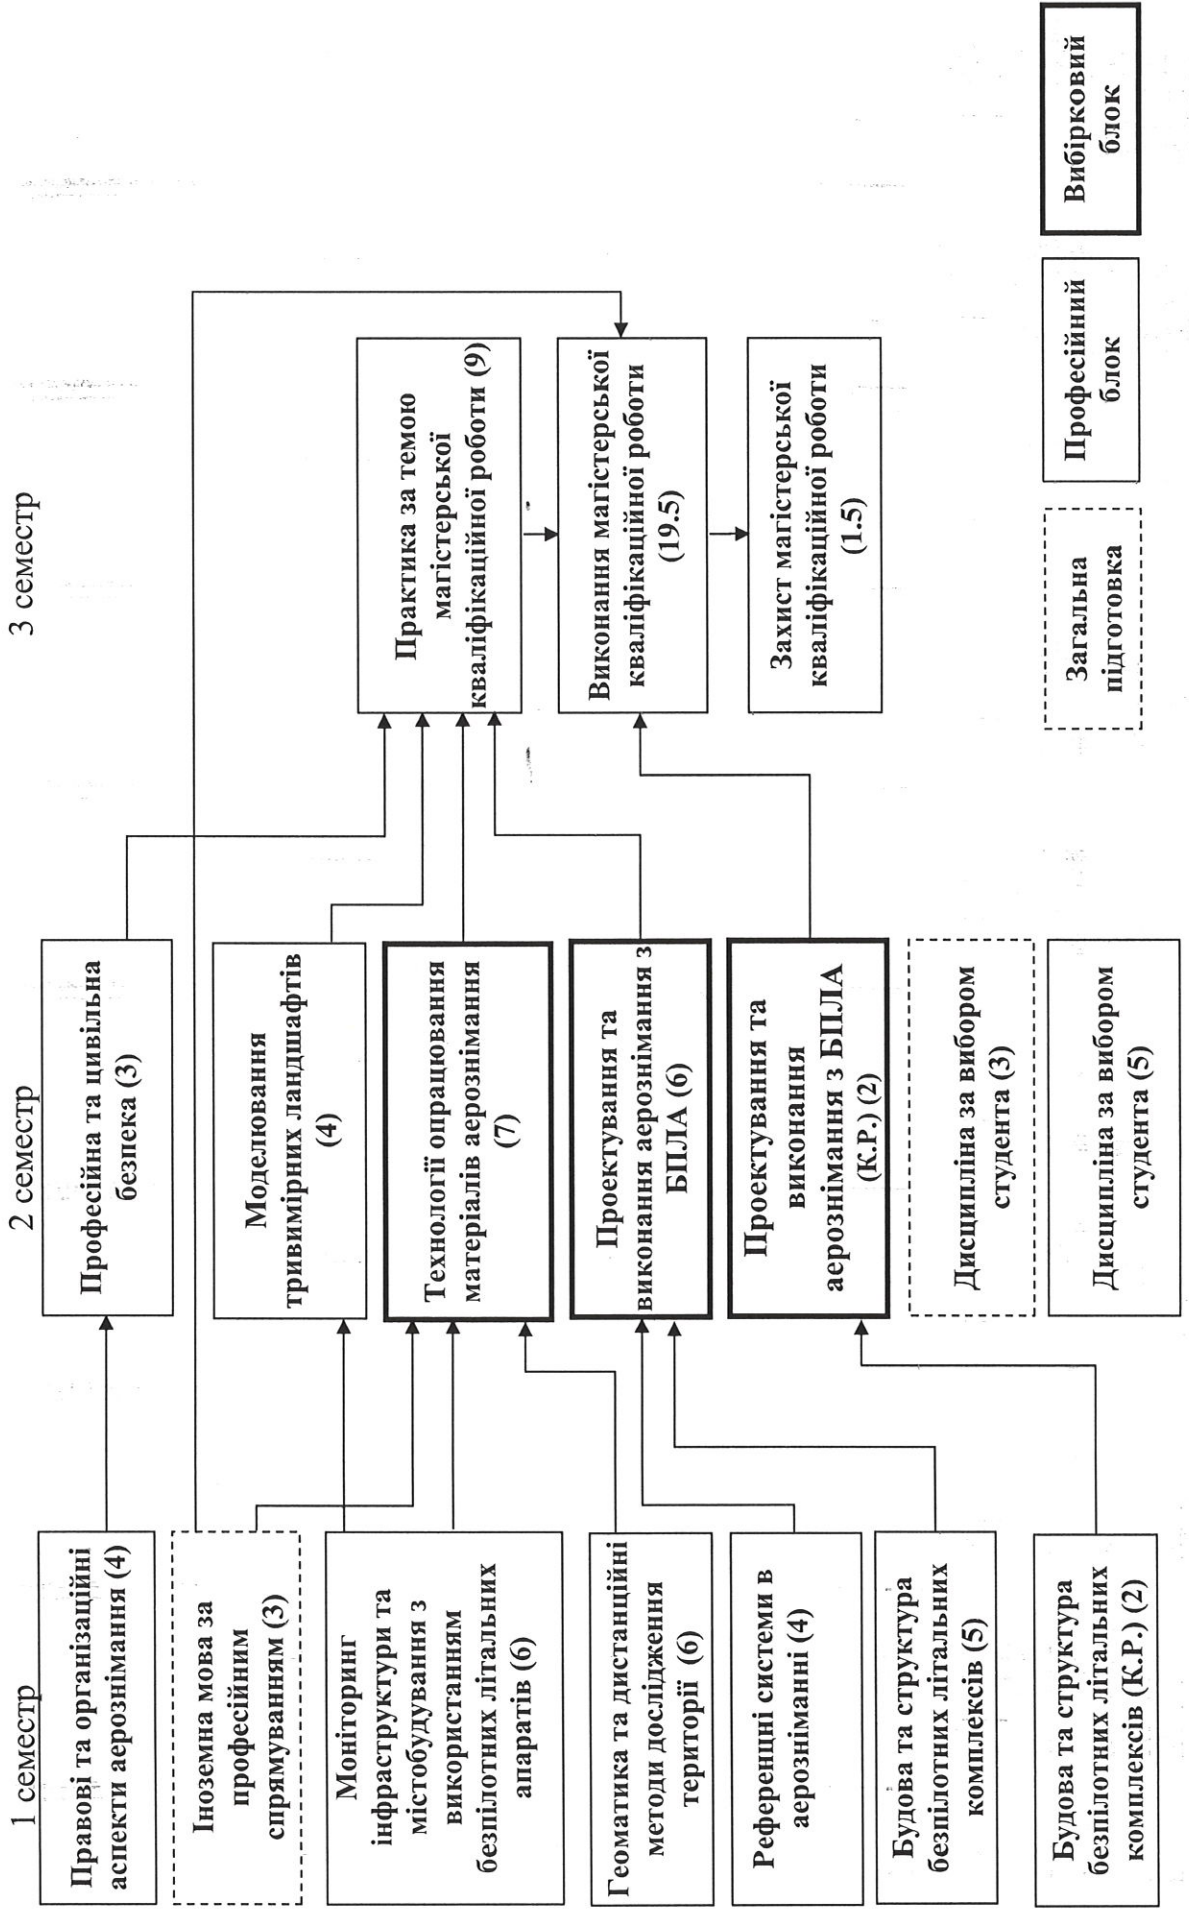 1 семестр
Правові та організаційні
аспекти аерознімання (4)
Іноземна мова за
професійним
спрямуванням (3)
Моніторинг
інфраструктури та
містобудування з
використанням
безпілотних літальних
апаратів (6)
Геоматика та дистанційні
методи дослідження
території (6)
Референцні системи в
аерозніманні (4)
Будова та структура
безпілотних літальних
комплексів (5)
Будова та структура
безпілотних літальних
комплексів (К.Р.) (2)
2 семестр
Професійна та цивільна
безпека (3)
Моделювання
тривимірних ландшафтів
(4)
Технології опрацювання
матеріалів аерознімання
(7)
Проектування та
виконання аерознімання з
БПЛА (6)
Проектування та
виконання
аерознімання з БПЛА
(К.Р.) (2)
Дисципліна за вибором
студента (3)
Дисципліна за вибором
студента (5)
3 семестр
Практика за темою
магістерської
кваліфікаційної роботи (9)
Виконання магістерської
кваліфікаційної роботи
(19.5)
Захист магістерської
кваліфікаційної роботи
(1.5)
Загальна
підготовка
Професійний
блок
Вибірковий
блок